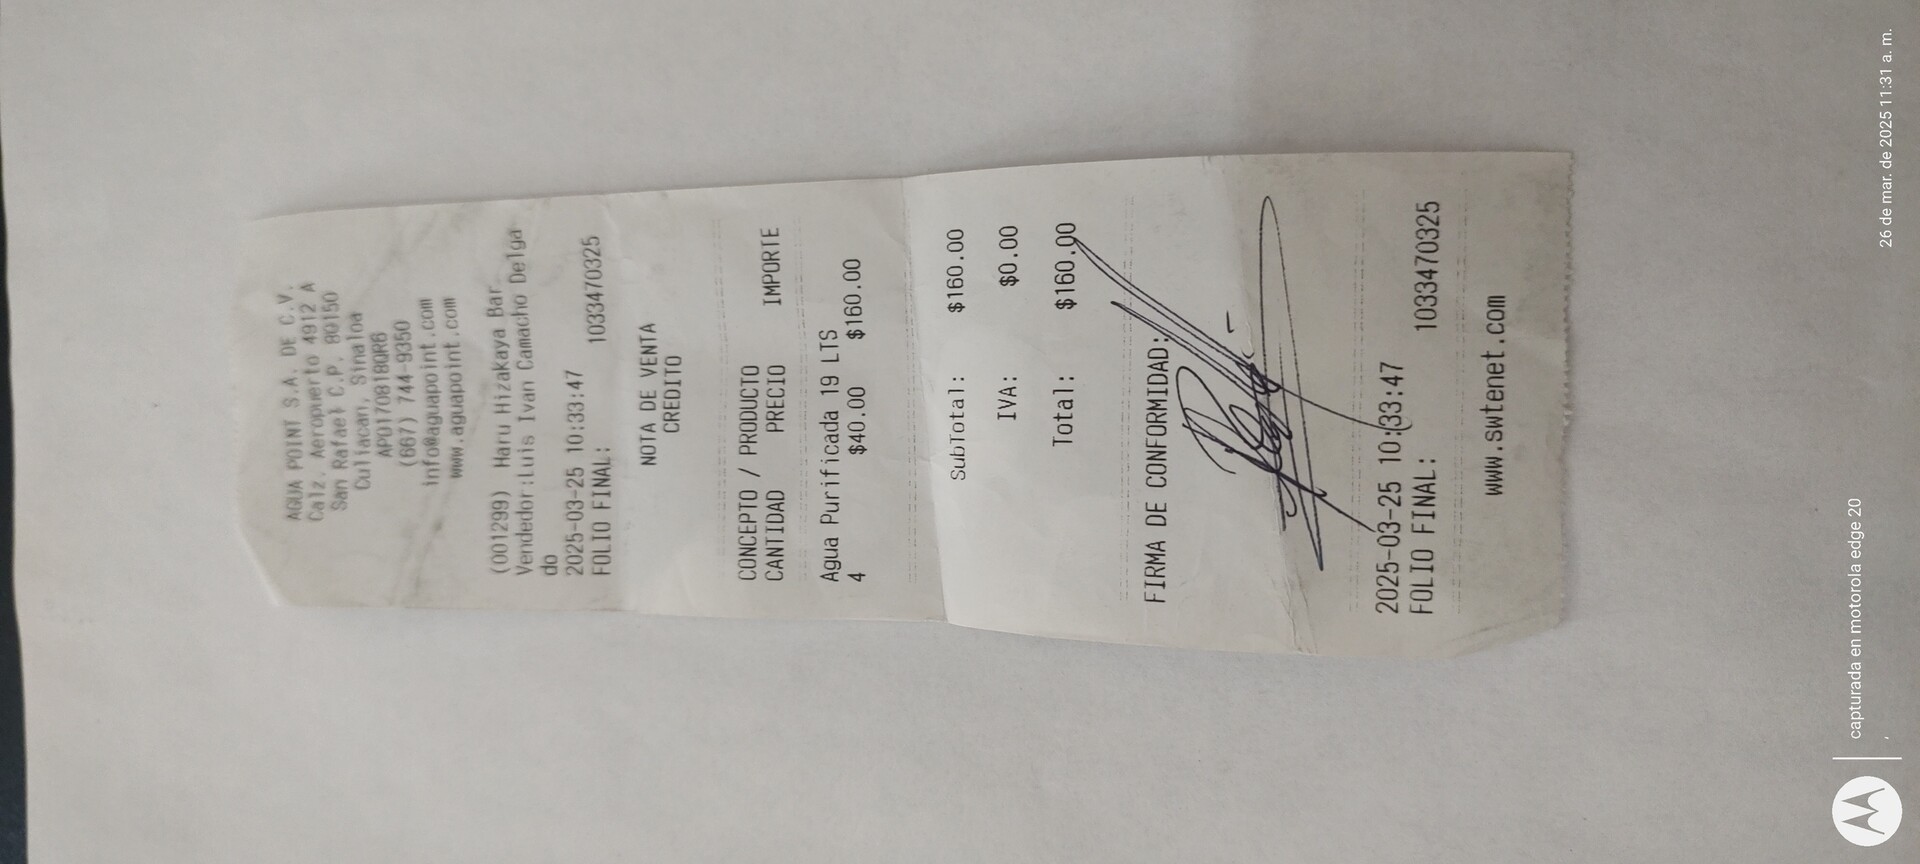 AGUA POINT S.A. DE C.V.
Calz. Aeropuerto 4912 A
San Rafael C.P. 80150
Culiacan, Sinaloa
APO170818QR6
(667) 744-9350
info@aguapoint.com
www.aguapoint.com
(001299) Haru Hizakaya Bar
Vendedor:Luis Ivan Camacho Delga
do
2025-03-25 10:33:47
FOLIO FINAL: 1033470325
NOTA DE VENTA
CREDITO
CONCEPTO / PRODUCTO
CANTIDAD PRECIO IMPORTE
Agua Purificada 19 LTS
4 $40.00 $160.00
SubTotal: $160.00
IVA: $0.00
Total: $160.00
FIRMA DE CONFORMIDAD:
2025-03-25 10:33:47
FOLIO FINAL: 1033470325
www.swtenet.com
capturada en motorola edge 20
26 de mar. de 2025 11:31 a. m.